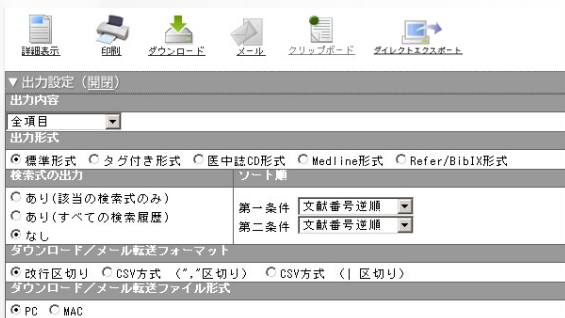 詳細表示 印刷 ダウンロード メール クリップボード ダイレクトエクスポート
▼出力設定（開閉）
出力内容
全項目
出力形式
標準形式 タグ付き形式 医中誌CD形式 Medline形式 Refer/BibIX形式
検索式の出力 ソート順
あり(該当の検索式のみ)
あり(すべての検索履歴)
なし
第一条件 文献番号逆順
第二条件 文献番号逆順
ダウンロード／メール転送フォーマット
改行区切り CSV方式 （","区切り） CSV方式 （| 区切り）
ダウンロード／メール転送ファイル形式
PC MAC